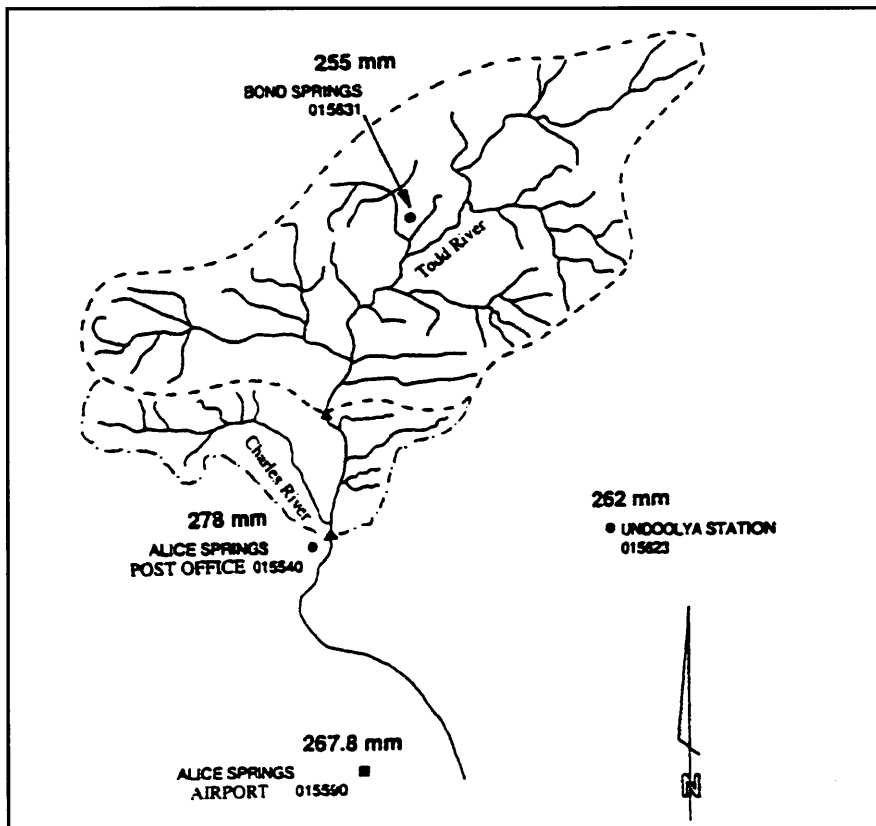 255 mm
BOND SPRINGS
015631
Todd River
Charles River
278 mm
ALICE SPRINGS
POST OFFICE 015540
262 mm
UNDOOLYA STATION
015623
267.8 mm
ALICE SPRINGS
AIRPORT 015590
N